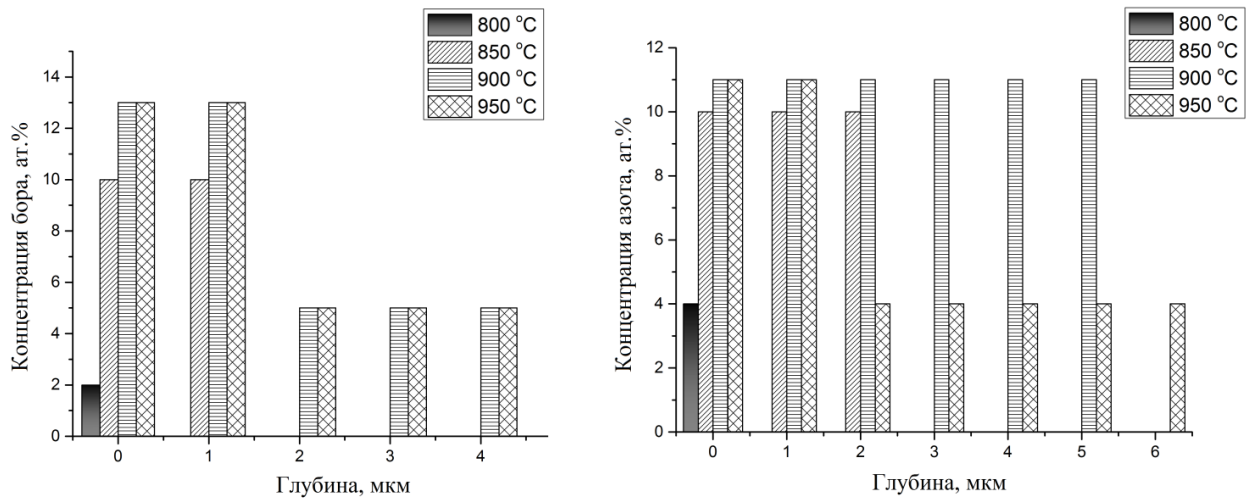 800 °C
850 °C
900 °C
950 °C
Концентрация бора, ат.%
14
12
10
8
6
4
2
0
0 1 2 3 4
Глубина, мкм
800 °C
850 °C
900 °C
950 °C
Концентрация азота, ат.%
12
10
8
6
4
2
0
0 1 2 3 4 5 6
Глубина, мкм